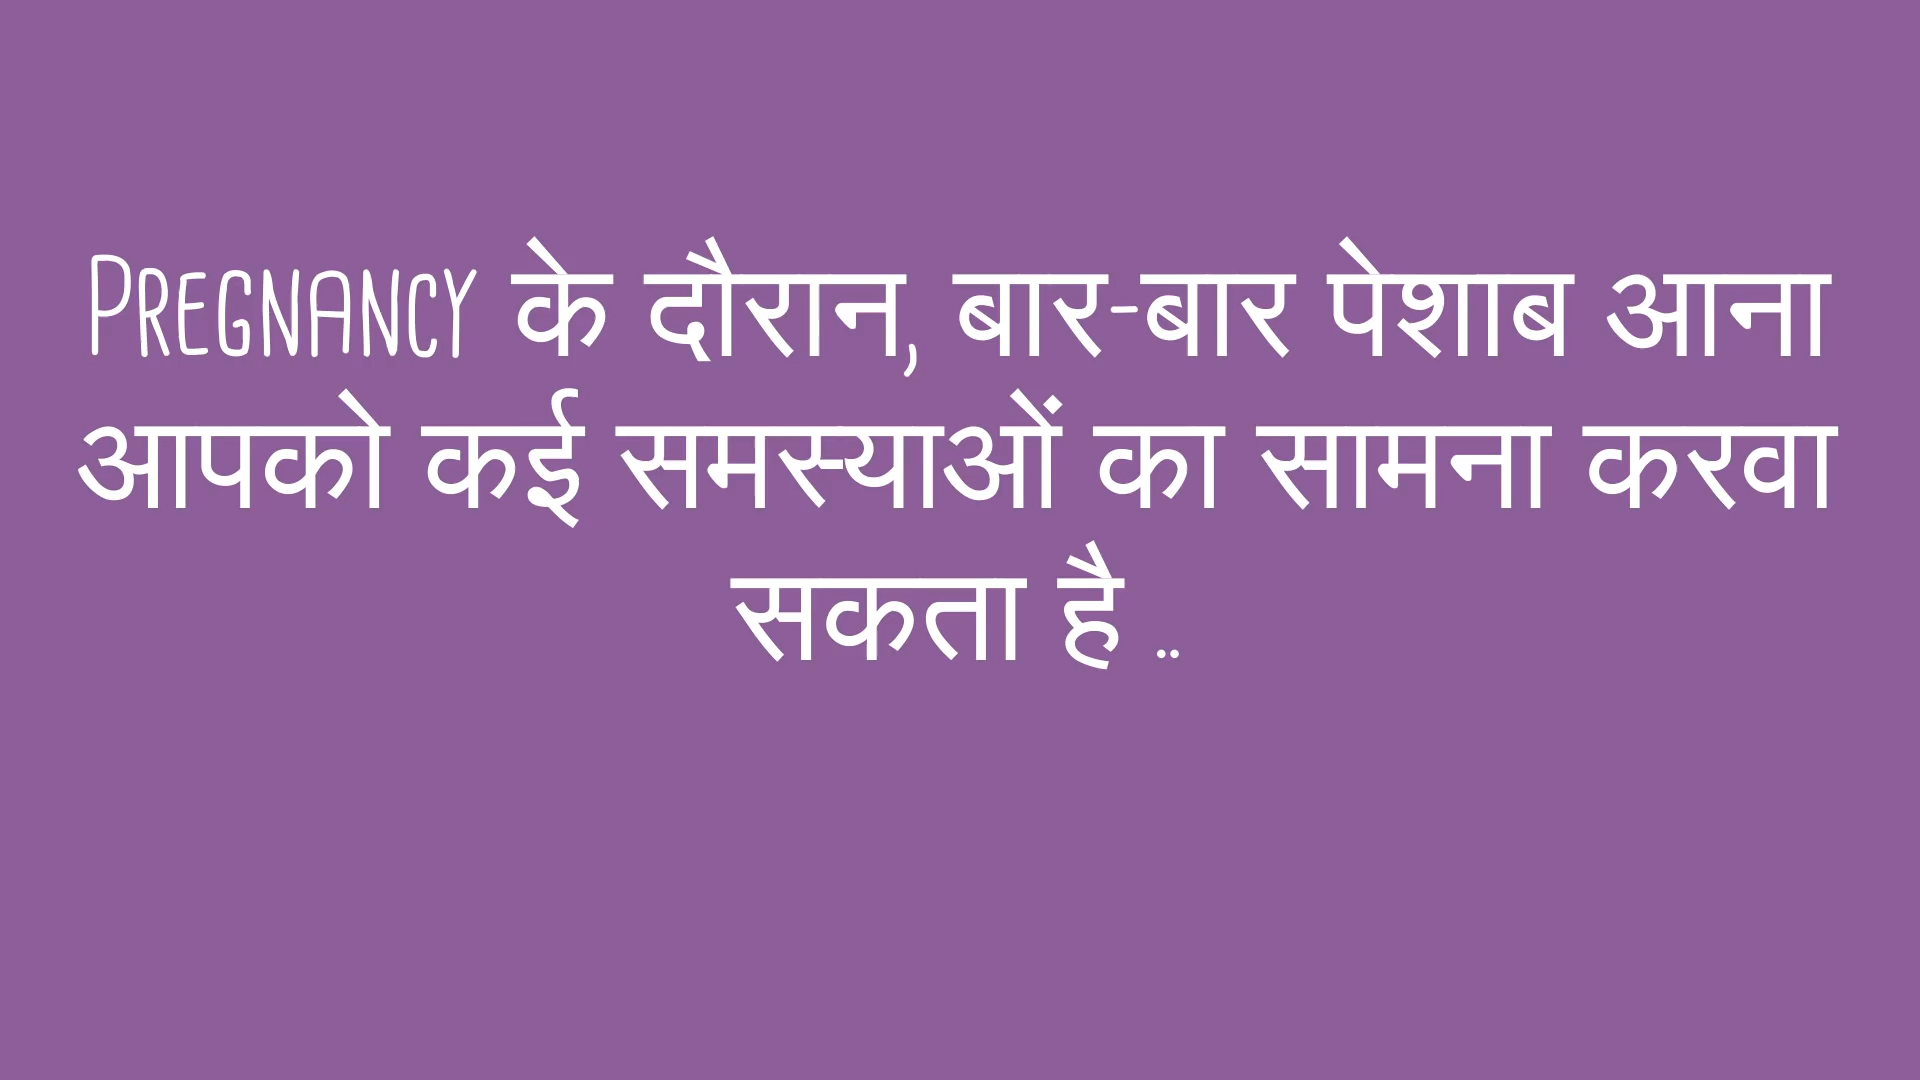 PREGNANCY के दौरान, बार-बार पेशाब आना
आपको कई समस्याओं का सामना करवा
सकता है ..